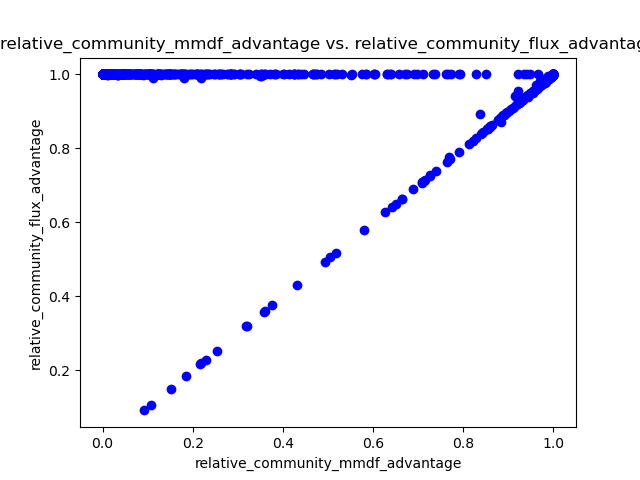 relative_community_mmdf_advantage vs. relative_community_flux_advantag
1.0
0.8
0.6
0.4
0.2
relative_community_flux_advantage
0.0 0.2 0.4 0.6 0.8 1.0
relative_community_mmdf_advantage